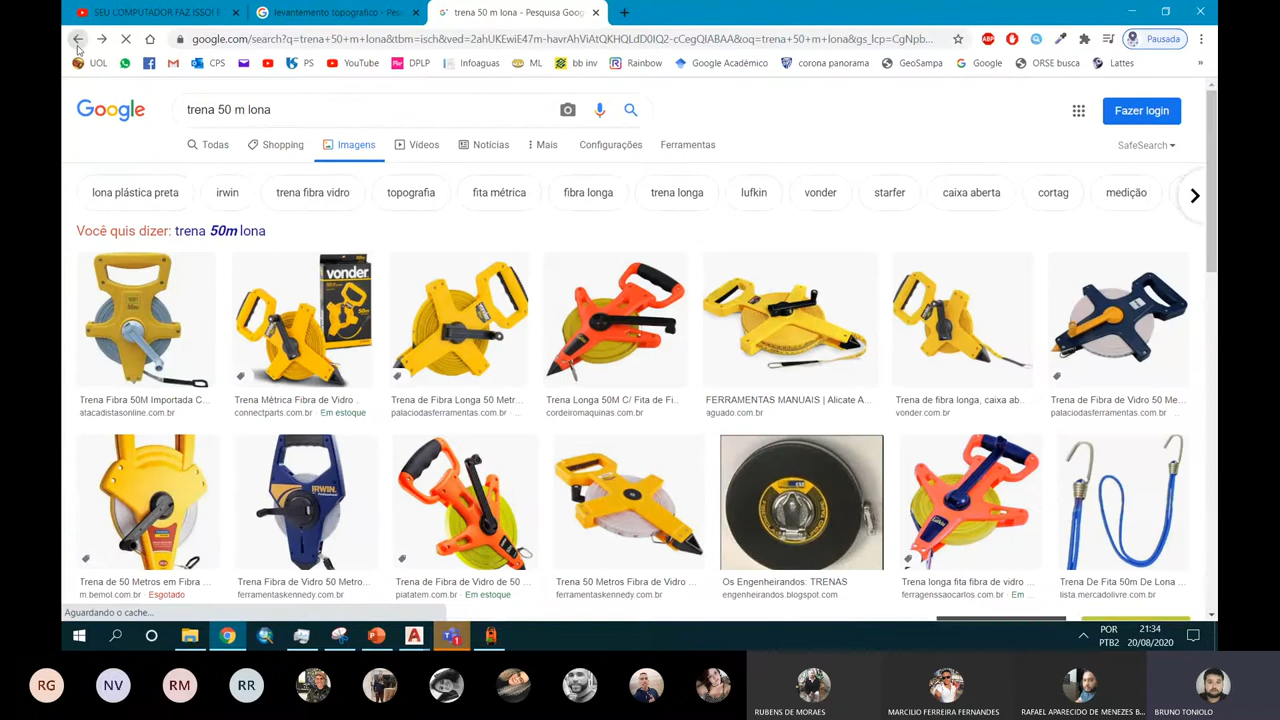 SEU COMPUTADOR FAZ ISSO! É
levantamento topografico - Pesq
trena 50 m lona - Pesquisa Goog
google.com/search?q=trena+50+m+lona&tbm=isch&ved=2ahUKEwiE47m-havrAhViAtQKHQLdD0IQ2-cCegQIABAA&oq=trena+50+m+lona&gs_lcp=CgNpb...
Pausada
UOL
CPS
PS
YouTube
DPLP
Infoaguas
ML
bb inv
Rainbow
Google Acadêmico
corona panorama
GeoSampa
Google
ORSE busca
Lattes
Google
trena 50 m lona
Fazer login
Todas
Shopping
Imagens
Vídeos
Notícias
Mais
Configurações
Ferramentas
SafeSearch
lona plástica preta
irwin
trena fibra vidro
topografia
fita métrica
fibra longa
trena longa
lufkin
vonder
starfer
caixa aberta
cortag
medição
Você quis dizer: trena 50m lona
vonder
Trena Fibra 50M Importada C...
atacadistasonline.com.br
Trena Métrica Fibra de Vidro ...
connectparts.com.br · Em estoque
Trena de Fibra Longa 50 Metr...
palaciodasferramentas.c...
Trena Longa 50M C/ Fita de Fi...
cordeiromaquinas.com.br
FERRAMENTAS MANUAIS | Alicate A...
aguado.com.br
Trena de fibra longa, caixa ab...
vonder.com.br
Trena de Fibra de Vidro 50 Me...
palaciodasferramentas.com.br
IRWIN
Trena de 50 Metros em Fibra ...
m.bemol.com.br · Esgotado
Trena Fibra de Vidro 50 Metro...
ferramentaskennedy.com.br
Trena de Fibra de Vidro de 50 ...
piatatem.com.br · Em estoque
Trena 50 Metros Fibra de Vidro ...
ferramentaskennedy.com.br
Os Engenheirandos: TRENAS
engenheirandos.blogspot.com
Trena longa fita fibra de vidro ...
ferragenssaocarlos.com.br · Em ...
Trena De Fita 50m De Lona ...
lista.mercadolivre.com.br
Aguardando o cache...
POR
PTB2
21:34
20/08/2020
RG
NV
RM
RR
RUBENS DE MORAES
MARCILIO FERREIRA FERNANDES
RAFAEL APARECIDO DE MENEZES B...
BRUNO TONIOLO